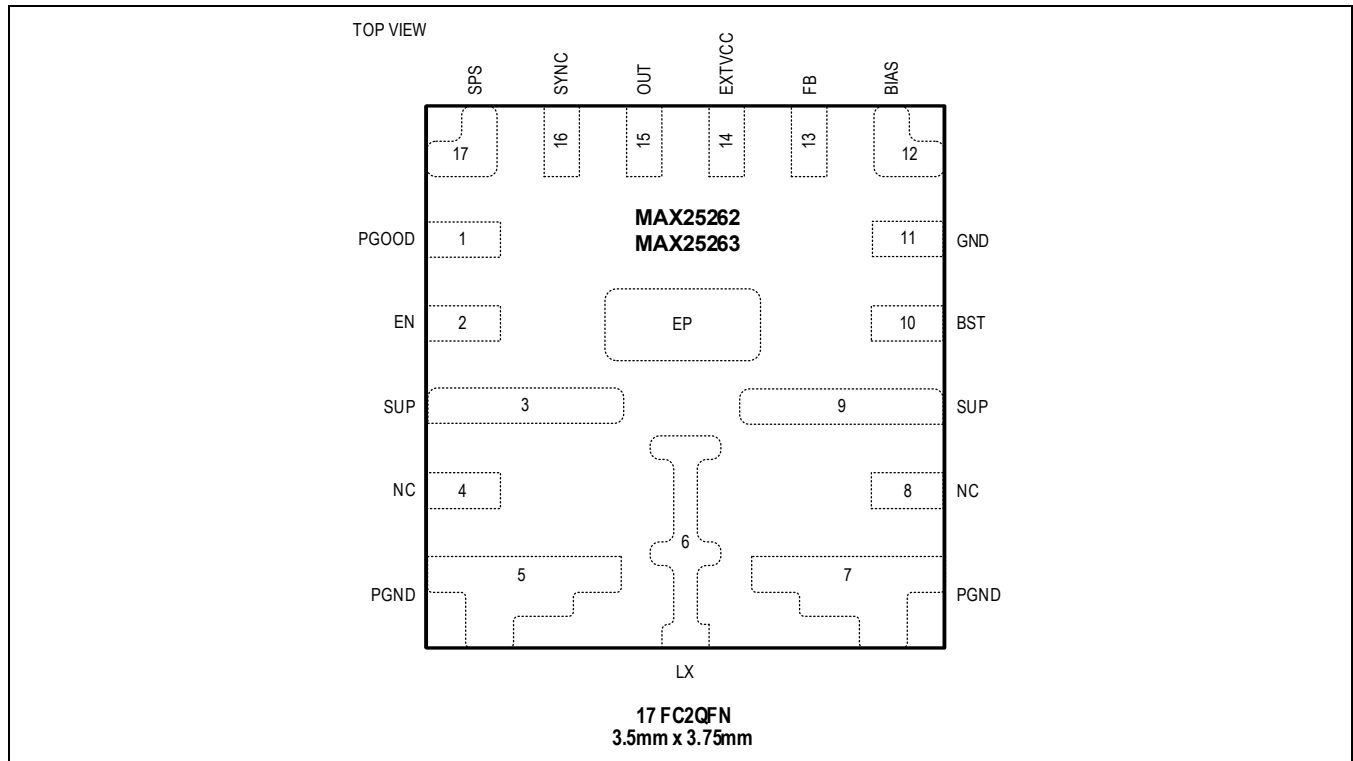 TOP VIEW
SPS
SYNC
OUT
EXTVCC
FB
BIAS
17
16
15
14
13
12
MAX25262
MAX25263
PGOOD
1
11
GND
EN
2
EP
10
BST
SUP
3
9
SUP
NC
4
8
NC
6
PGND
5
7
PGND
LX
17 FC2QFN
3.5mm x 3.75mm